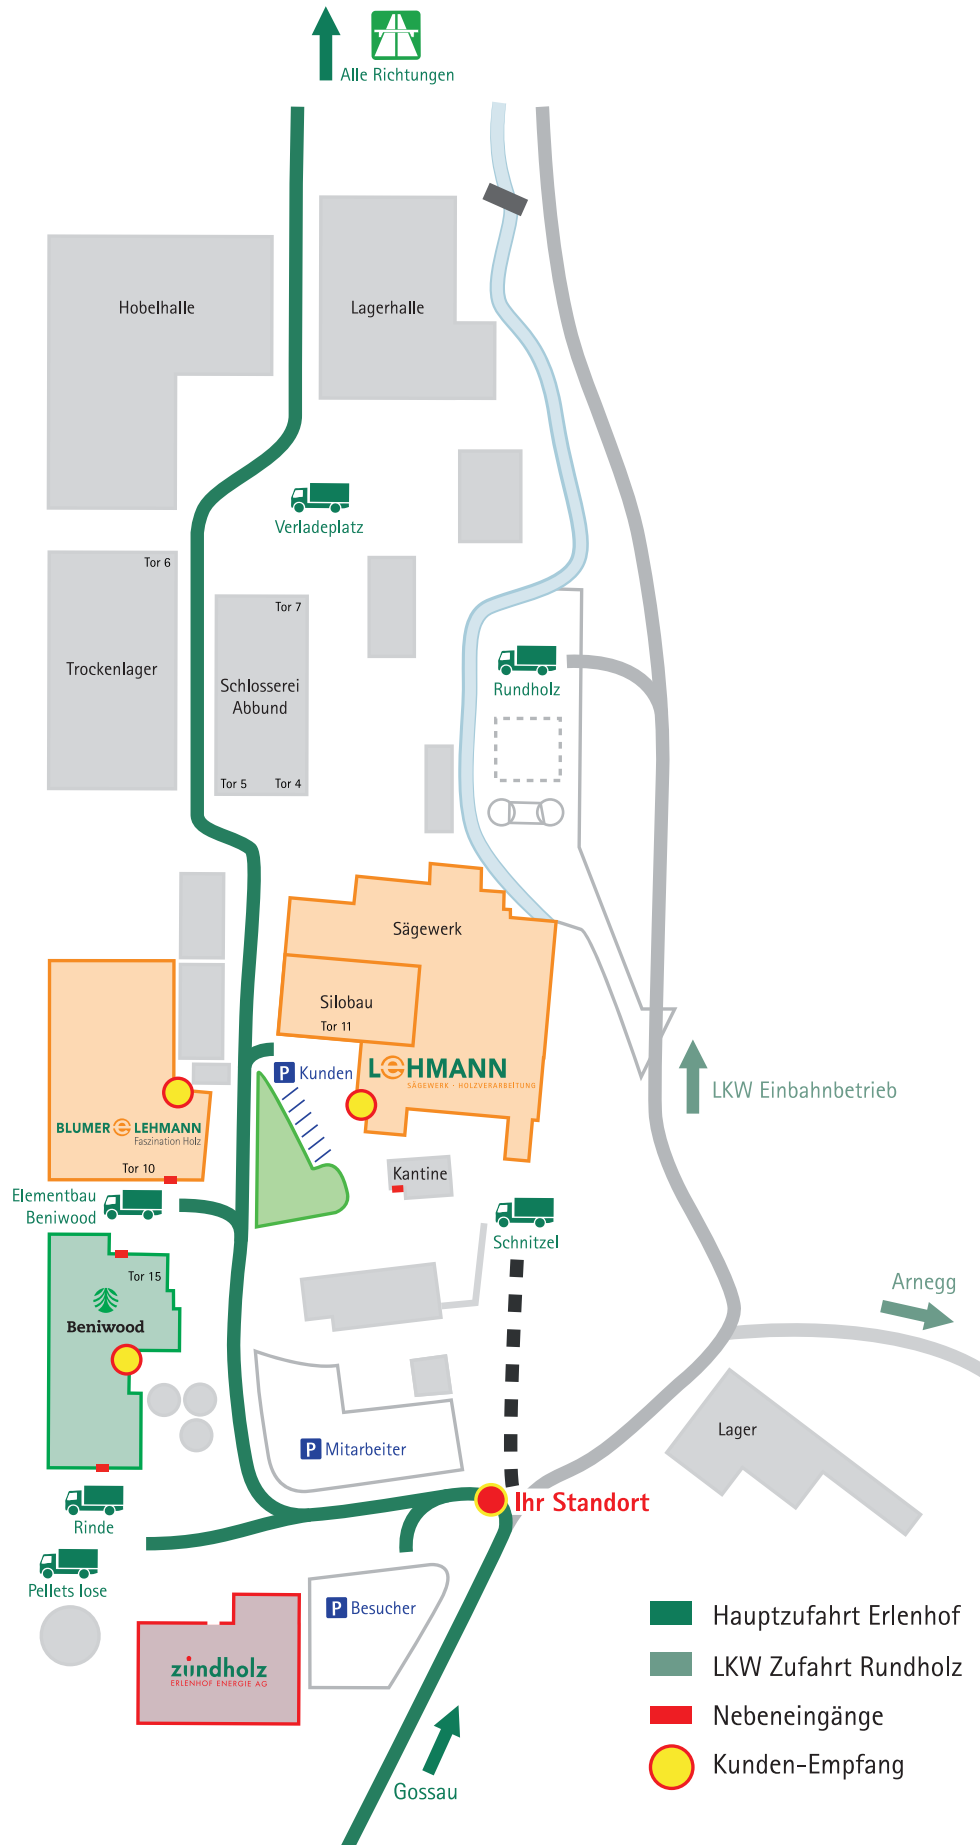 Alle Richtungen
Hobelhalle
Lagerhalle
Verladeplatz
Tor 6
Tor 7
Trockenlager
Schlosserei
Abbund
Rundholz
Tor 5
Tor 4
Sägewerk
Silobau
Tor 11
P Kunden
LEHMANN
SÄGEWERK - HOLZVERARBEITUNG
LKW Einbahnbetrieb
BLUMER LEHMANN
Faszination Holz
Tor 10
Kantine
Elementbau
Beniwood
Schnitzel
Tor 15
Beniwood
Arnegg
Lager
P Mitarbeiter
Ihr Standort
Rinde
Pellets lose
P Besucher
zündholz
ERLENHOF ENERGIE AG
Gossau
Hauptzufahrt Erlenhof
LKW Zufahrt Rundholz
Nebeneingänge
Kunden-Empfang